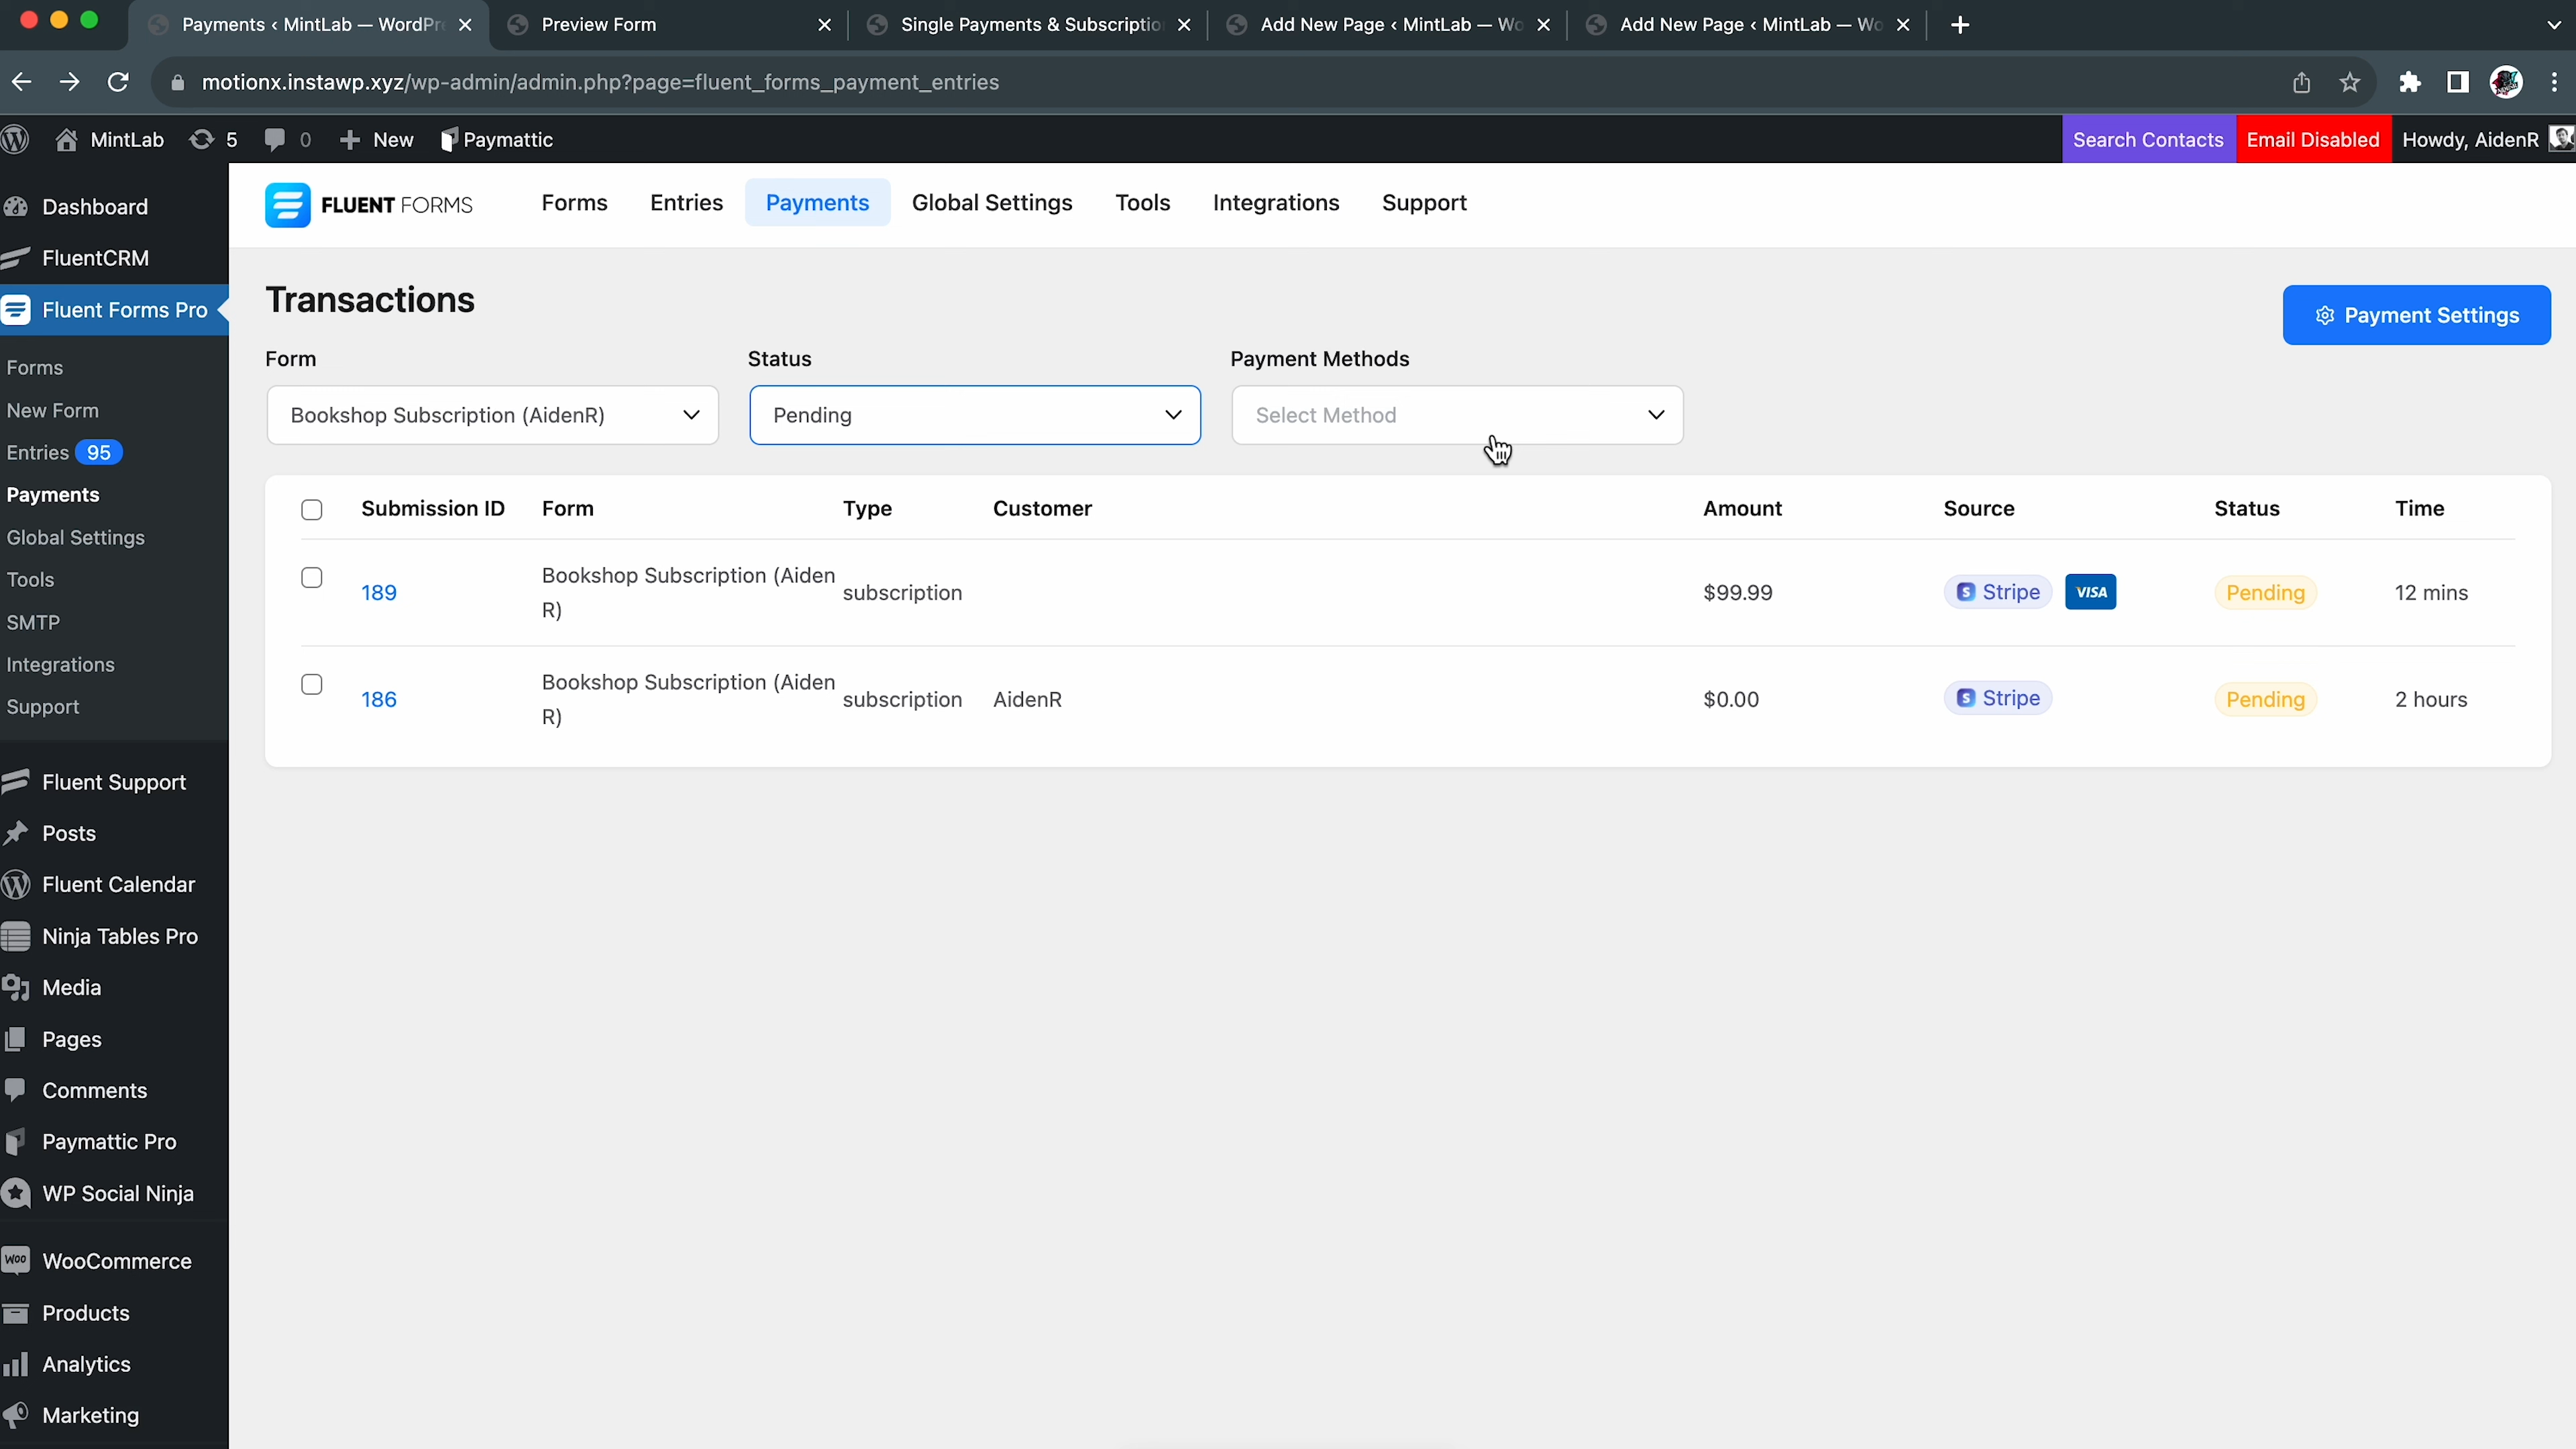 Payments ‹ MintLab — WordPr
Preview Form
Single Payments & Subscriptio
Add New Page ‹ MintLab — Wo
Add New Page ‹ MintLab — Wo
motionx.instawp.xyz/wp-admin/admin.php?page=fluent_forms_payment_entries
MintLab 5 0 New Paymattic Search Contacts Email Disabled Howdy, AidenR
Dashboard
FluentCRM
Fluent Forms Pro
Forms
New Form
Entries 95
Payments
Global Settings
Tools
SMTP
Integrations
Support
Fluent Support
Posts
Fluent Calendar
Ninja Tables Pro
Media
Pages
Comments
Paymattic Pro
WP Social Ninja
WOO WooCommerce
Products
Analytics
Marketing
FLUENT FORMS Forms Entries Payments Global Settings Tools Integrations Support
Transactions
Payment Settings
Form Status Payment Methods
Bookshop Subscription (AidenR) Pending Select Method
Submission ID Form Type Customer Amount Source Status Time
189 Bookshop Subscription (Aiden
R) subscription $99.99 S Stripe VISA Pending 12 mins
186 Bookshop Subscription (Aiden
R) subscription AidenR $0.00 S Stripe Pending 2 hours